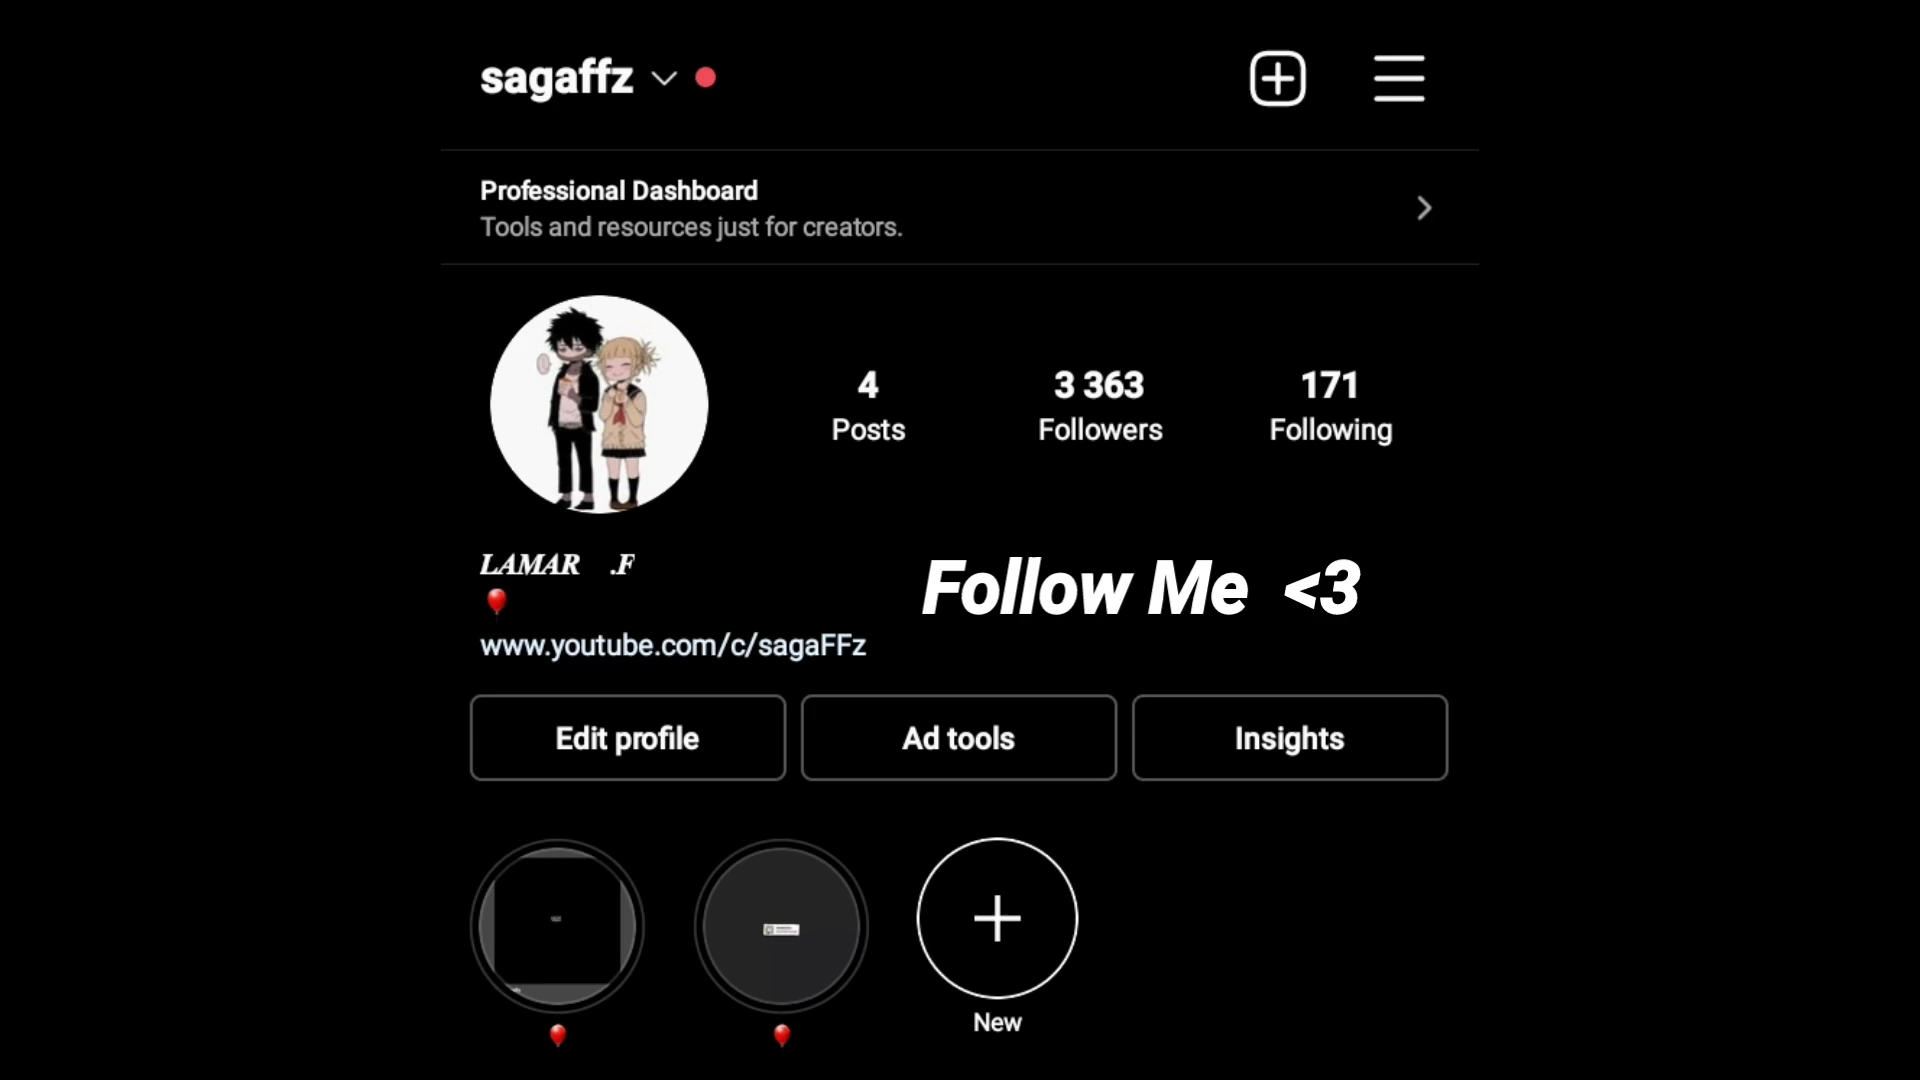 sagaffz
Professional Dashboard
Tools and resources just for creators.
4
Posts
3 363
Followers
171
Following
LAMAR .F
Follow Me <3
www.youtube.com/c/sagaFFz
Edit profile
Ad tools
Insights
New